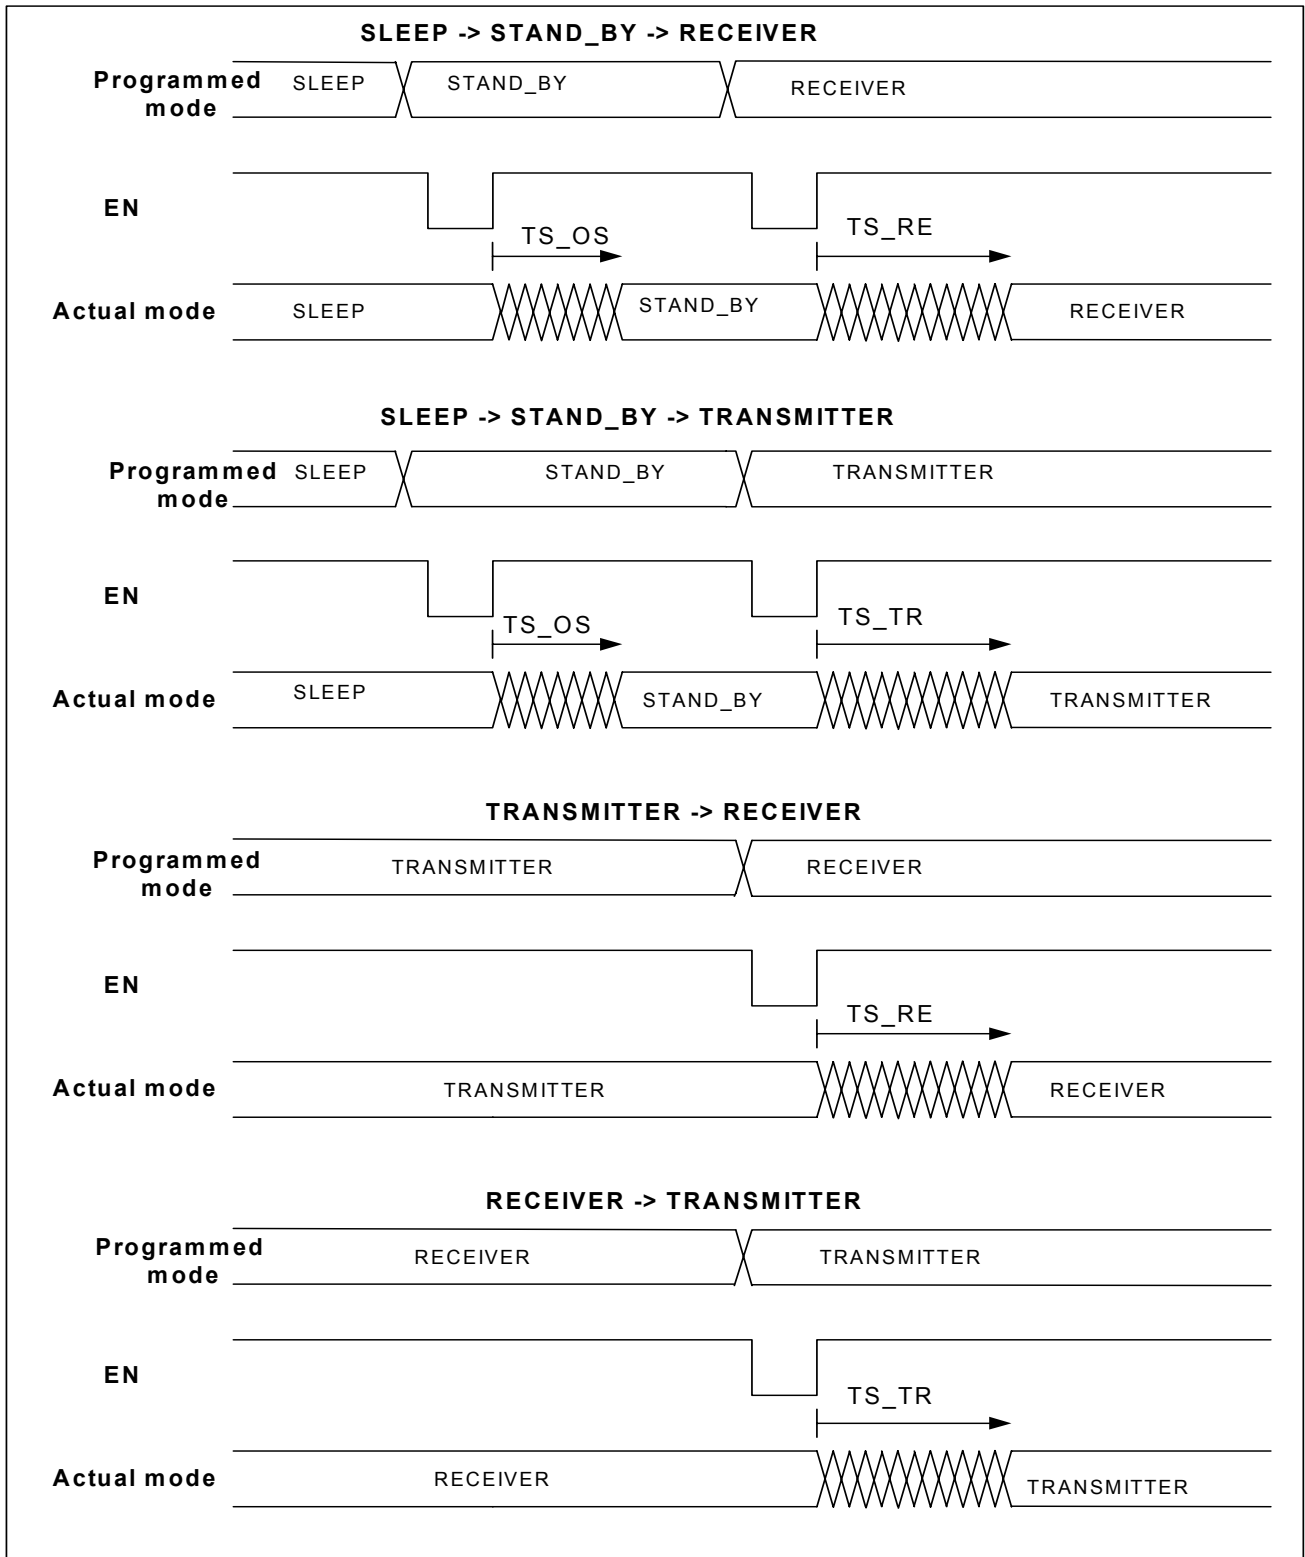 SLEEP -> STAND_BY -> RECEIVER
Programmed mode
SLEEP
STAND_BY
RECEIVER
EN
TS_OS
TS_RE
Actual mode
SLEEP
STAND_BY
RECEIVER
SLEEP -> STAND_BY -> TRANSMITTER
Programmed mode
SLEEP
STAND_BY
TRANSMITTER
EN
TS_OS
TS_TR
Actual mode
SLEEP
STAND_BY
TRANSMITTER
TRANSMITTER -> RECEIVER
Programmed mode
TRANSMITTER
RECEIVER
EN
TS_RE
Actual mode
TRANSMITTER
RECEIVER
RECEIVER -> TRANSMITTER
Programmed mode
RECEIVER
TRANSMITTER
EN
TS_TR
Actual mode
RECEIVER
TRANSMITTER